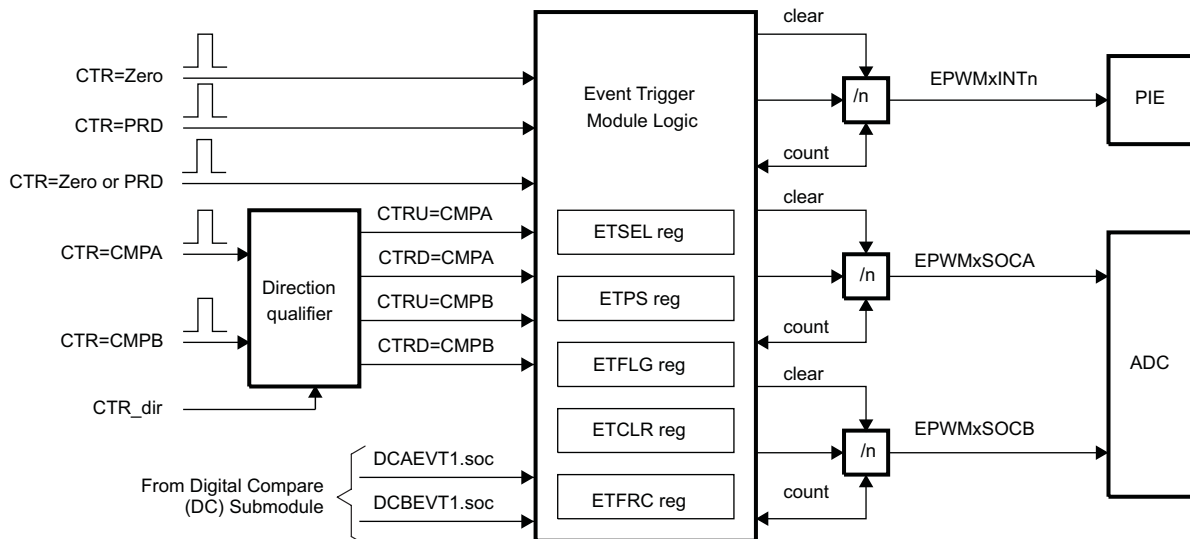 CTR=Zero
CTR=PRD
CTR=Zero or PRD
CTR=CMPA
CTR=CMPB
CTR_dir
Direction
qualifier
CTRU=CMPA
CTRD=CMPA
CTRU=CMPB
CTRD=CMPB
From Digital Compare
(DC) Submodule
DCAEVT1.soc
DCBEVT1.soc
Event Trigger
Module Logic
ETSEL reg
ETPS reg
ETFLG reg
ETCLR reg
ETFRC reg
clear
/n
count
EPWMxINTn
PIE
clear
/n
count
EPWMxSOCA
clear
/n
count
EPWMxSOCB
ADC